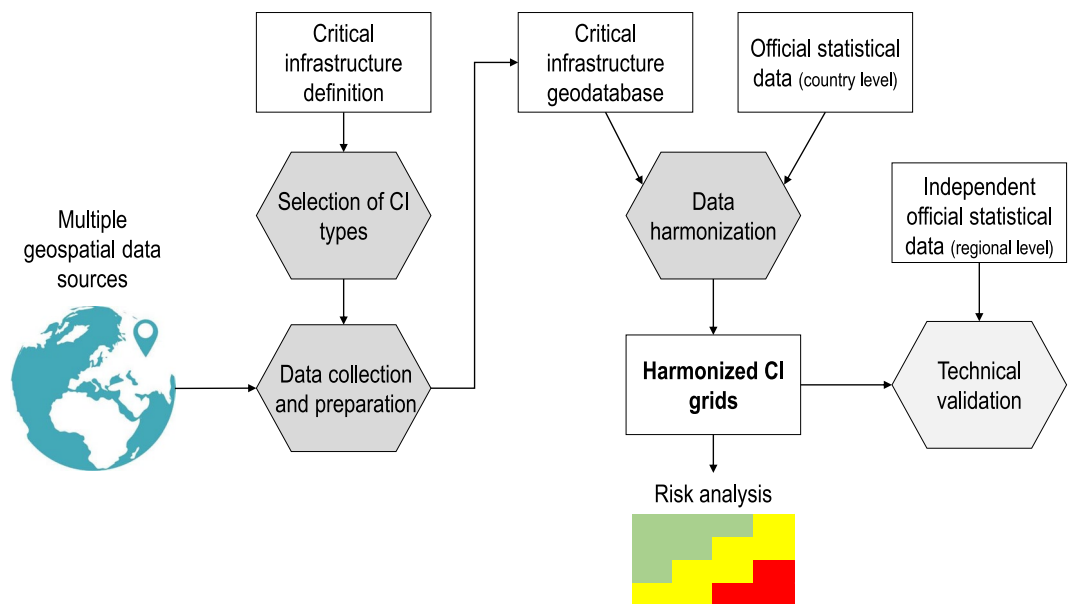 Critical
infrastructure
definition
Selection of CI
types
Multiple
geospatial data
sources
Data collection
and preparation
Critical
infrastructure
geodatabase
Official statistical
data (country level)
Data
harmonization
Independent
official statistical
data (regional level)
Harmonized CI
grids
Technical
validation
Risk analysis